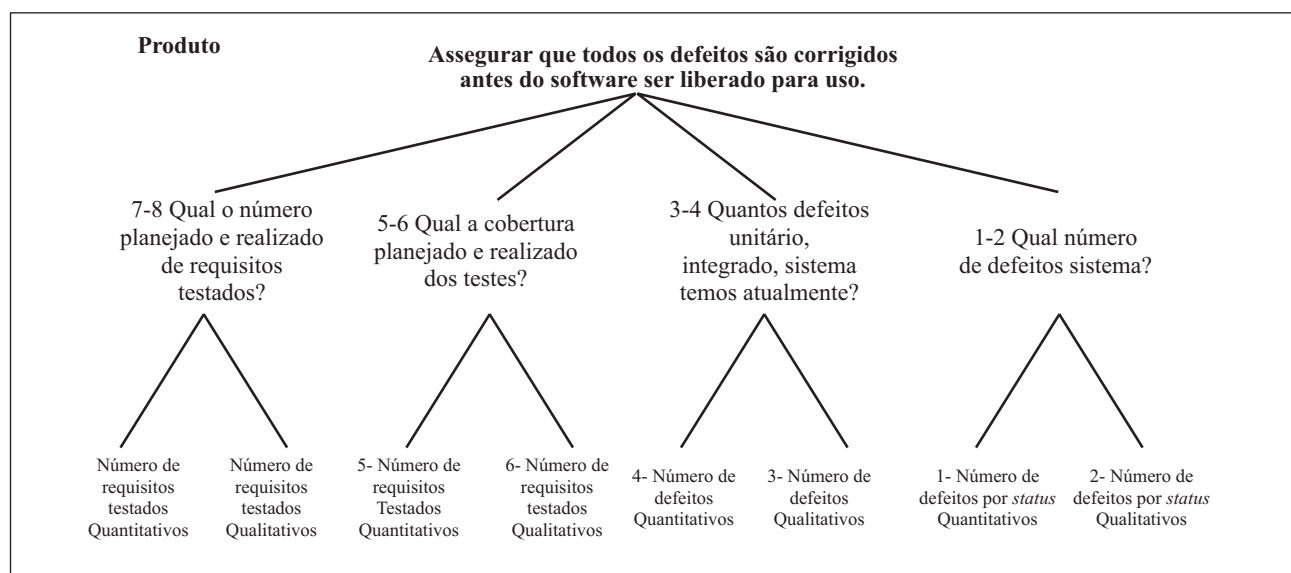 Produto
Assegurar que todos os defeitos são corrigidos
antes do software ser liberado para uso.
7-8 Qual o número
planejado e realizado
de requisitos
testados?
5-6 Qual a cobertura
planejado e realizado
dos testes?
3-4 Quantos defeitos
unitário,
integrado, sistema
temos atualmente?
1-2 Qual número
de defeitos sistema?
Número de
requisitos
testados
Quantitativos
Número de
requisitos
testados
Qualitativos
5- Número de
requisitos
Testados
Quantitativos
6- Número de
requisitos
testados
Qualitativos
4- Número de
defeitos
Quantitativos
3- Número de
defeitos
Qualitativos
1- Número de
defeitos por status
Quantitativos
2- Número de
defeitos por status
Qualitativos